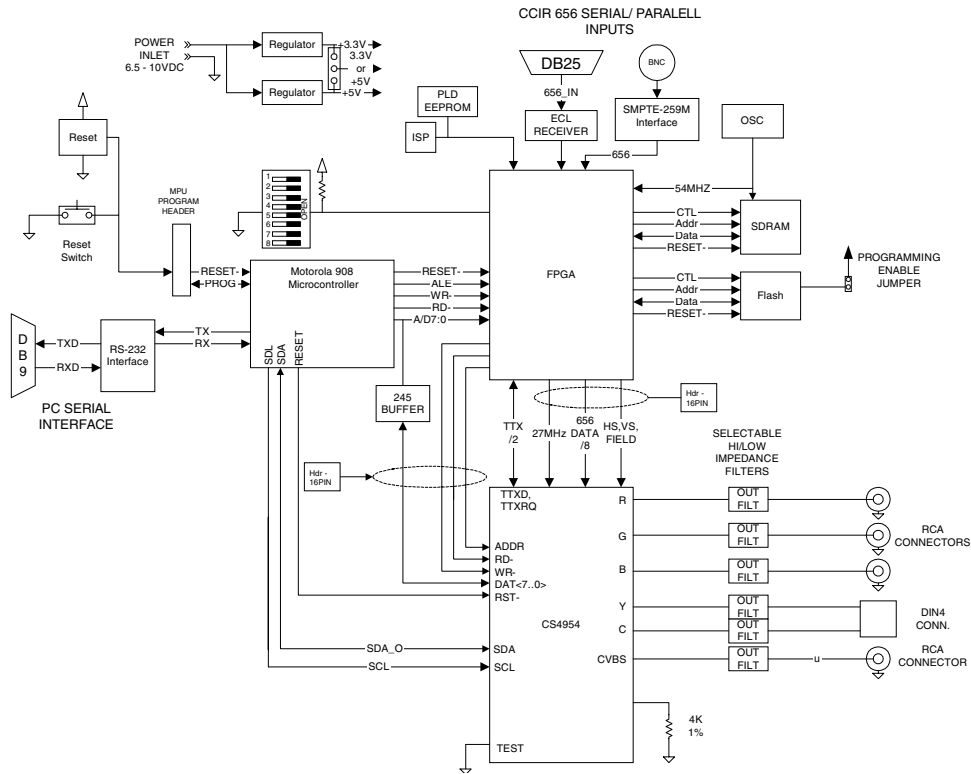 CCIR 656 SERIAL/ PARALELL
INPUTS
POWER
INLET
6.5 - 10VDC
Regulator
Regulator
+3.3V
3.3V
or
+5V
+5V
DB25
656_IN
ECL
RECEIVER
BNC
SMPTE-259M
Interface
656
PLD
EEPROM
ISP
OSC
54MHZ
Reset
Reset
Switch
MPU
PROGRAM
HEADER
1
2
3
4
5
6
7
8
OPEN
RESET-
PROG
Motorola 908
Microcontroller
SDL
SDA
RESET
RESET-
ALE
WR-
RD-
A/D7:0
FPGA
CTL
Addr
Data
RESET-
SDRAM
CTL
Addr
Data
RESET-
Flash
PROGRAMMING
ENABLE
JUMPER
D
B
9
TXD
RXD
RS-232
Interface
TX
RX
PC SERIAL
INTERFACE
245
BUFFER
Hdr -
16PIN
Hdr -
16PIN
TTX
/2
27MHz
656
DATA
/8
HS,VS,
FIELD
SELECTABLE
HI/LOW
IMPEDANCE
FILTERS
TTXD,
TTXRQ
ADDR
RD-
WR-
DAT<7..0>
RST-
SDA_O
SCL
SDA
SCL
TEST
CS4954
R
G
B
Y
C
CVBS
OUT
FILT
OUT
FILT
OUT
FILT
OUT
FILT
OUT
FILT
OUT
FILT
u
RCA
CONNECTORS
DIN4
CONN.
RCA
CONNECTOR
4K
1%